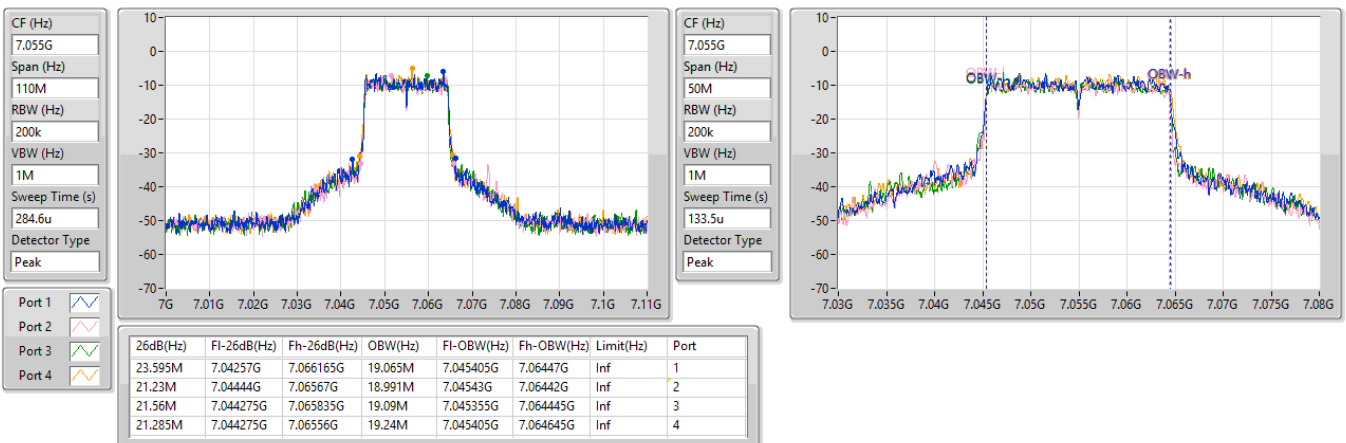 CF (Hz)
7.055G
Span (Hz)
110M
RBW (Hz)
200k
VBW (Hz)
1M
Sweep Time (s)
284.6u
Detector Type
Peak
10
0
-10
-20
-30
-40
-50
-60
-70
7G 7.01G 7.02G 7.03G 7.04G 7.05G 7.06G 7.07G 7.08G 7.09G 7.1G 7.11G
CF (Hz)
7.055G
Span (Hz)
50M
RBW (Hz)
200k
VBW (Hz)
1M
Sweep Time (s)
133.5u
Detector Type
Peak
10
0
-10
-20
-30
-40
-50
-60
-70
OBW-h
7.03G 7.035G 7.04G 7.045G 7.05G 7.055G 7.06G 7.065G 7.07G 7.075G 7.08G
Port 1
Port 2
Port 3
Port 4
26dB(Hz) Fl-26dB(Hz) Fh-26dB(Hz) OBW(Hz) Fl-OBW(Hz) Fh-OBW(Hz) Limit(Hz) Port
23.595M 7.04257G 7.066165G 19.065M 7.045405G 7.06447G Inf 1
21.23M 7.04444G 7.06567G 18.991M 7.04543G 7.06442G Inf 2
21.56M 7.044275G 7.065835G 19.09M 7.045355G 7.064445G Inf 3
21.285M 7.044275G 7.06556G 19.24M 7.045405G 7.064645G Inf 4